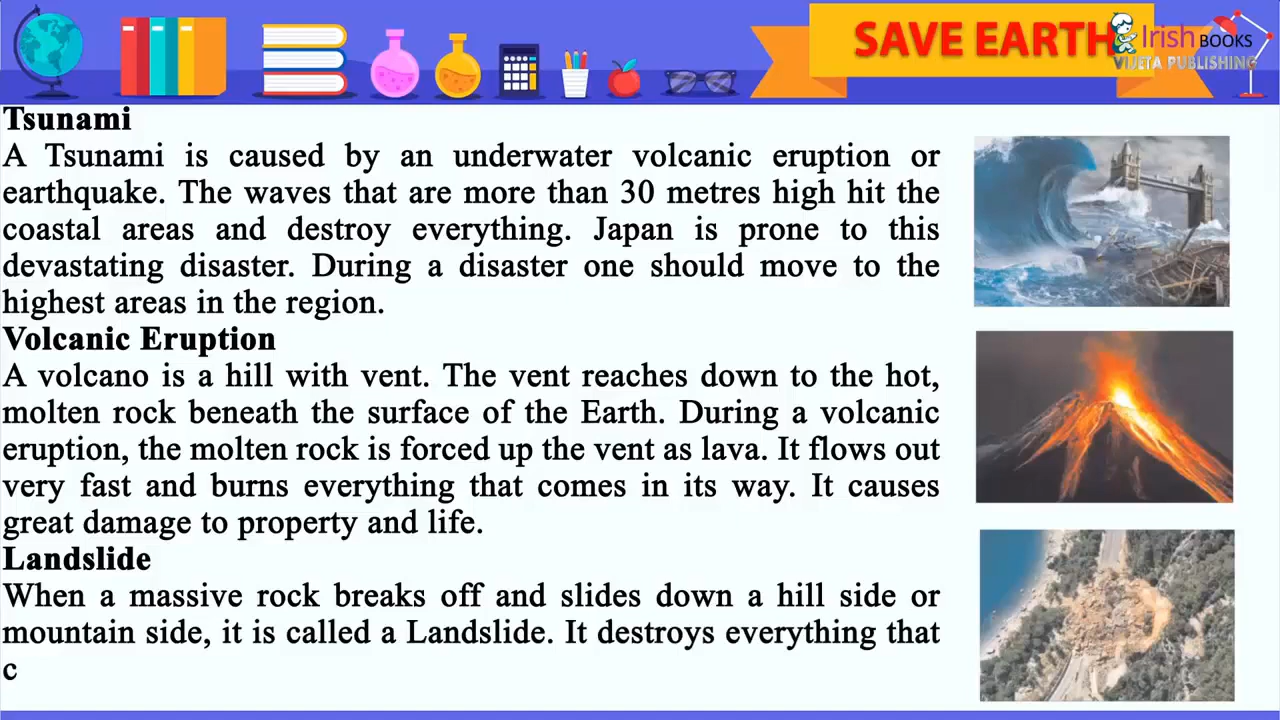 SAVE EARTH
Irish BOOKS
VIJETA PUBLISHING
Tsunami
A Tsunami is caused by an underwater volcanic eruption or
earthquake. The waves that are more than 30 metres high hit the
coastal areas and destroy everything. Japan is prone to this
devastating disaster. During a disaster one should move to the
highest areas in the region.
Volcanic Eruption
A volcano is a hill with vent. The vent reaches down to the hot,
molten rock beneath the surface of the Earth. During a volcanic
eruption, the molten rock is forced up the vent as lava. It flows out
very fast and burns everything that comes in its way. It causes
great damage to property and life.
Landslide
When a massive rock breaks off and slides down a hill side or
mountain side, it is called a Landslide. It destroys everything that
c